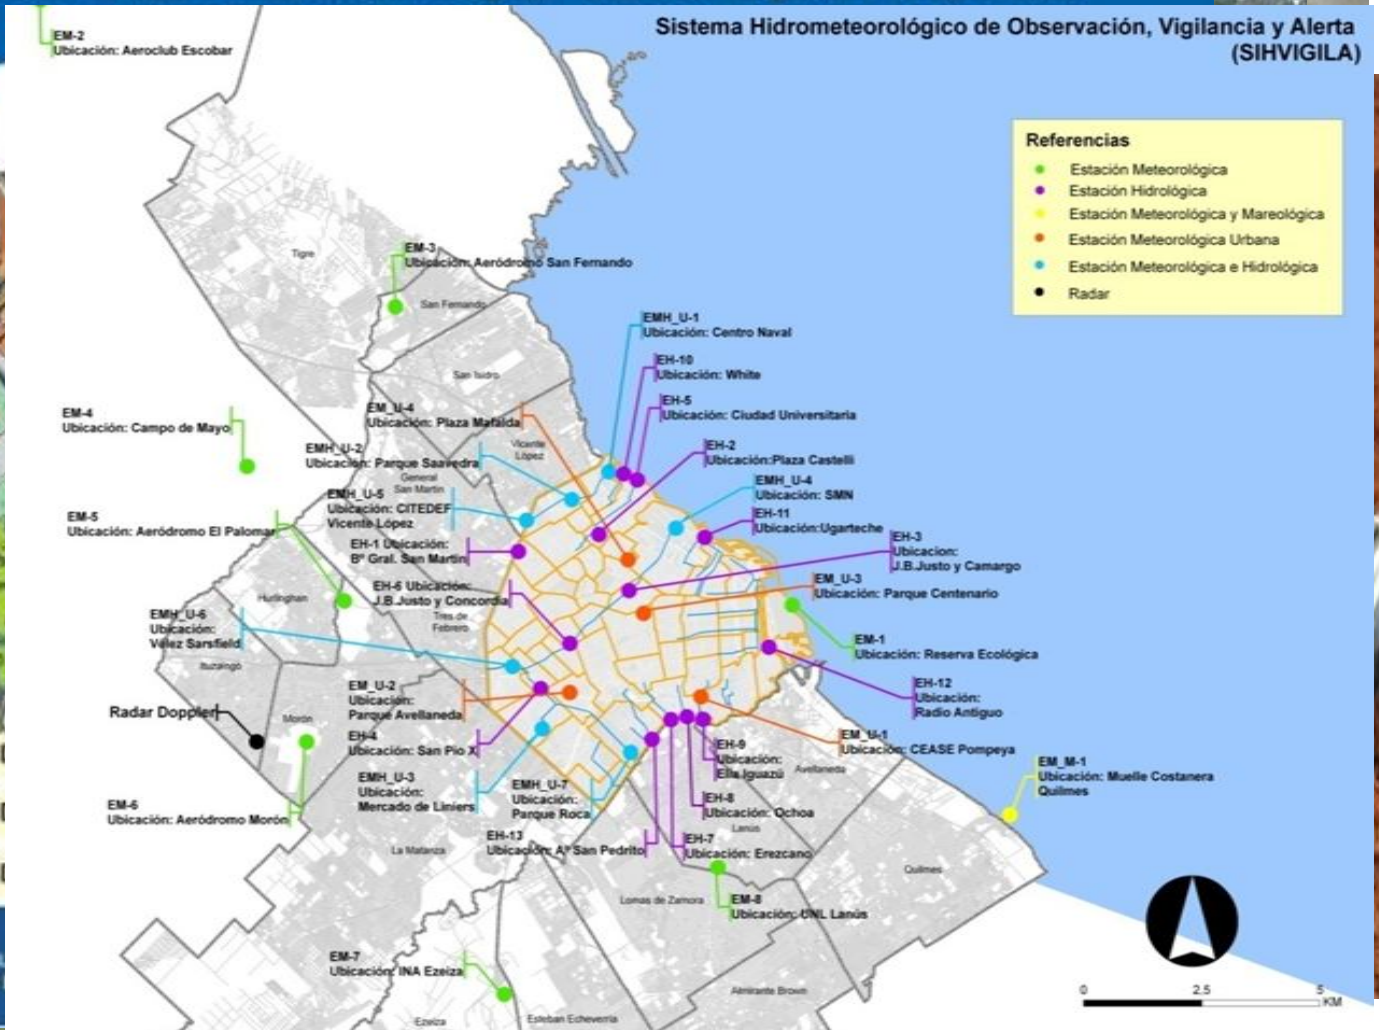 Sistema Hidrometeorológico de Observación, Vigilancia y Alerta
(SIHVIGILA)
EM-2
Ubicación: Aeroclub Escobar
Referencias
Estación Meteorológica
Estación Hidrológica
Estación Meteorológica y Mareológica
Estación Meteorológica Urbana
Estación Meteorológica e Hidrológica
Radar
Tigre
EM-3
Ubicación: Aeródromo San Fernando
San Fernando
EMH_U-1
Ubicación: Centro Naval
EH-10
Ubicación: White
San Isidro
EH-5
Ubicación: Ciudad Universitaria
EM_U-4
Ubicación: Plaza Mafalda
EM-4
Ubicación: Campo de Mayo
EH-2
Ubicación:Plaza Castelli
Vicente
López
EMH_U-2
Ubicación: Parque Saavedra
General
San Martín
EMH_U-4
Ubicación: SMN
EMH_U-5
Ubicación: CITEDEF
Vicente López
EH-11
Ubicación:Ugarteche
EM-5
Ubicación: Aeródromo El Palomar
EH-1 Ubicación:
Bº Gral. San Martín
EH-3
Ubicacion:
J.B.Justo y Camargo
EH-6 Ubicación:
J.B.Justo y Concordia
EM_U-3
Ubicación: Parque Centenario
Hurlingham
Tres de
Febrero
EMH_U-6
Ubicación:
Vélez Sarsfield
EM-1
Ubicación: Reserva Ecológica
Ituzaingó
EM_U-2
Ubicación:
Parque Avellaneda
EH-12
Ubicación:
Radio Antiguo
Radar Doppler
Morón
EH-4
Ubicación: San Pío X
EM_U-1
Ubicación: CEASE Pompeya
EH-9
Ubicación:
Elía Iguazú
Avellaneda
EM_M-1
Ubicación: Muelle Costanera
Quilmes
EMH_U-3
Ubicación:
Mercado de Liniers
EMH_U-7
Ubicación:
Parque Roca
EH-8
Ubicación: Ochoa
EM-6
Ubicación: Aeródromo Morón
Lanús
EH-13
Ubicación: Aº San Pedrito
EH-7
Ubicación: Erezcano
La Matanza
Quilmes
Lomas de Zamora
EM-8
Ubicación: UNL Lanús
EM-7
Ubicación: INA Ezeiza
Almirante Brown
Ezeiza
Esteban Echeverría
0 2.5 5
KM